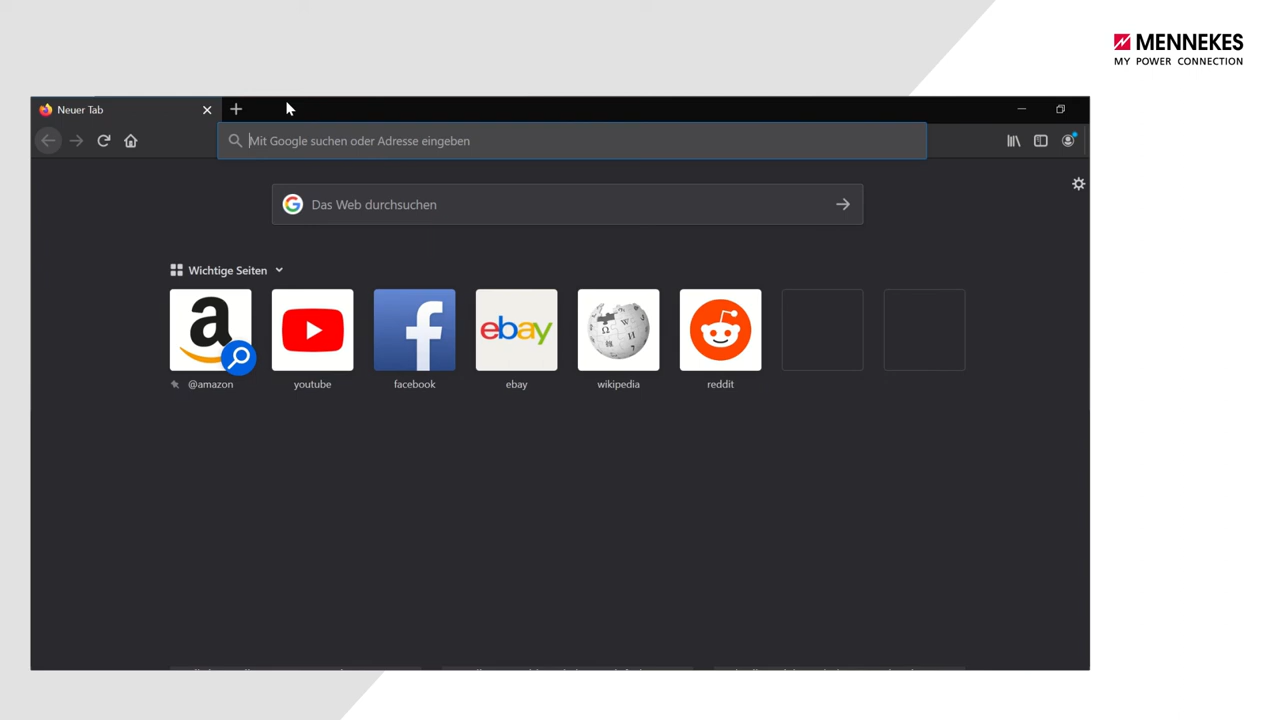 MENNEKES
MY POWER CONNECTION
Neuer Tab
Mit Google suchen oder Adresse eingeben
Das Web durchsuchen
Wichtige Seiten
@amazon
youtube
facebook
ebay
wikipedia
reddit